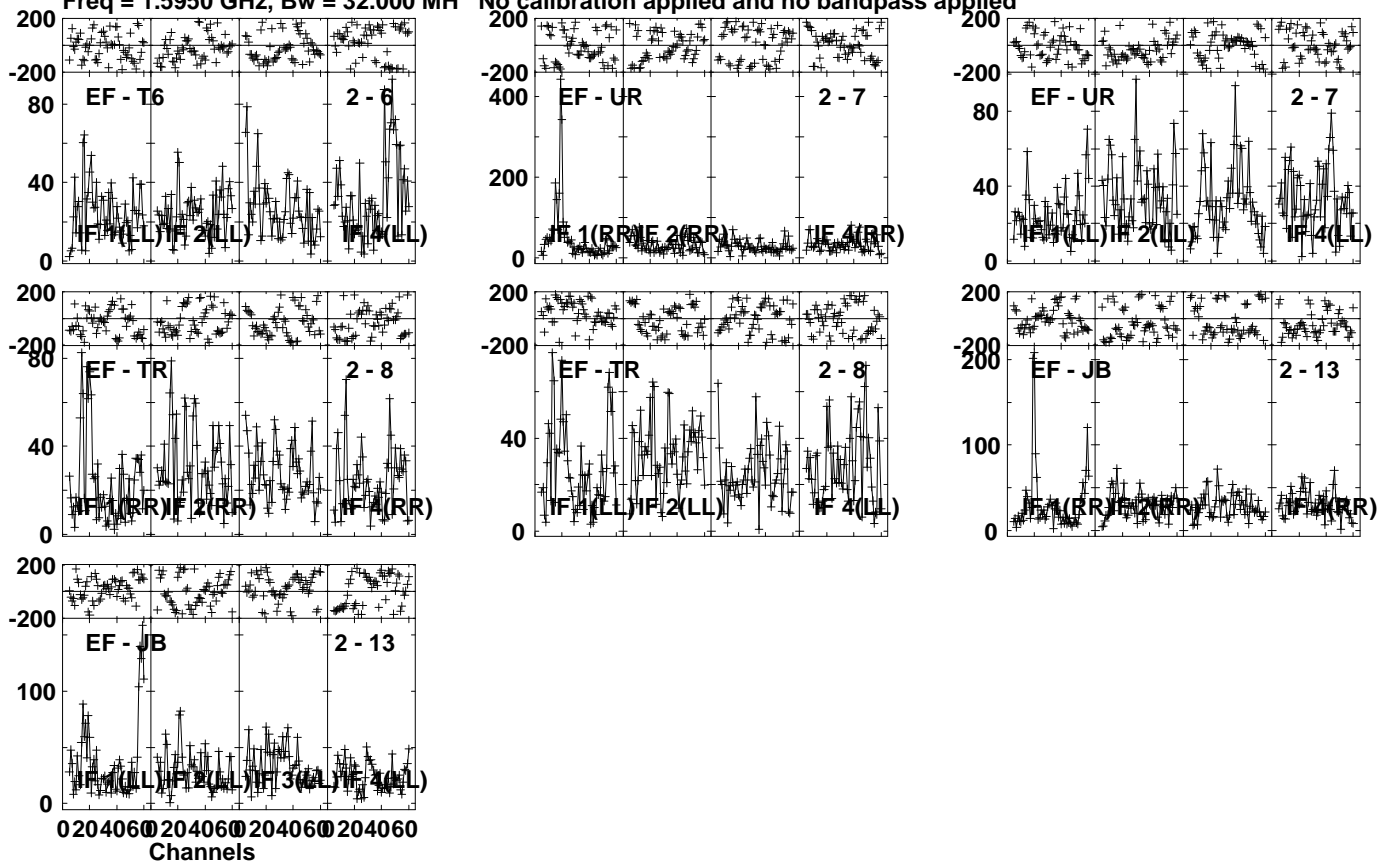 Freq = 1.5950 GHz, Bw = 32.000 MH No calibration applied and no bandpass applied
200
-200
EF - T6 2 - 6
80
40
0
IF 1(LL) IF 2(LL) IF 4(LL)
200
-200
EF - UR 2 - 7
400
200
0
IF 1(RR) IF 2(RR) IF 4(RR)
200
-200
EF - UR 2 - 7
80
40
0
IF 1(LL) IF 2(LL) IF 4(LL)
200
-200
EF - TR 2 - 8
80
40
0
IF 1(RR) IF 2(RR) IF 4(RR)
200
-200
EF - TR 2 - 8
40
0
IF 1(LL) IF 2(LL) IF 4(LL)
200
-200
EF - JB 2 - 13
200
100
0
IF 1(RR) IF 2(RR) IF 4(RR)
200
-200
EF - JB 2 - 13
100
0
IF 1(LL) IF 2(LL) IF 3(LL) IF 4(LL)
0 20 40 60 0 20 40 60 0 20 40 60 0 20 40 60
Channels